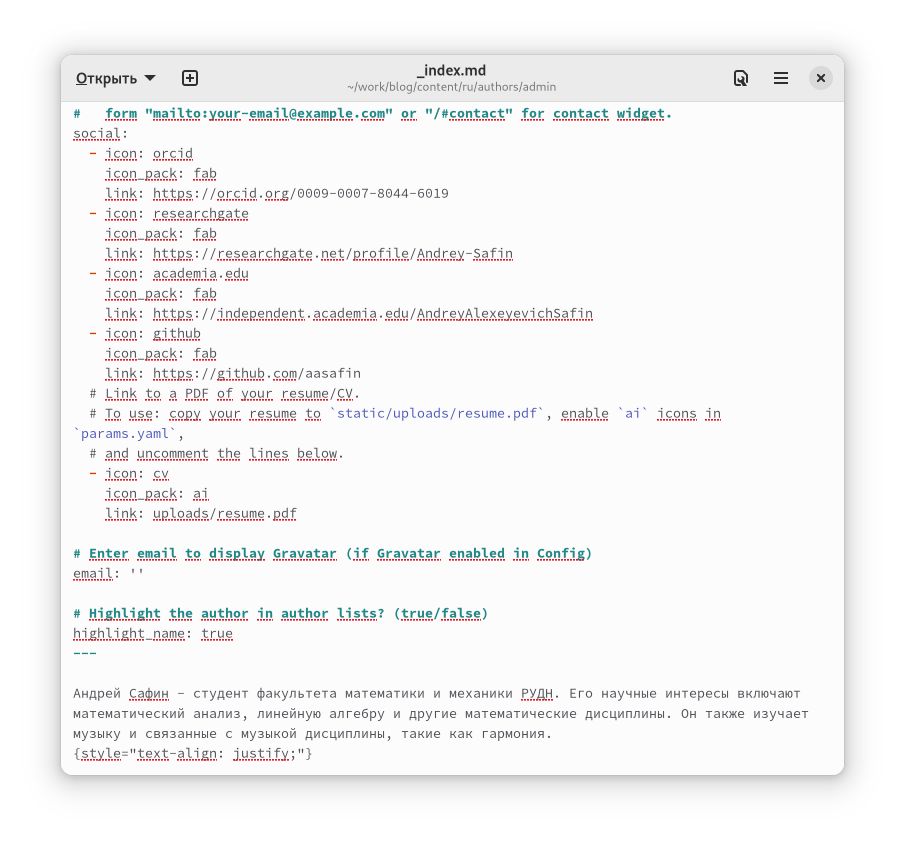 Открыть
_index.md
~/work/blog/content/ru/authors/admin
#   form "mailto:your-email@example.com" or "/#contact" for contact widget.
social:
  - icon: orcid
    icon_pack: fab
    link: https://orcid.org/0009-0007-8044-6019
  - icon: researchgate
    icon_pack: fab
    link: https://researchgate.net/profile/Andrey-Safin
  - icon: academia.edu
    icon_pack: fab
    link: https://independent.academia.edu/AndreyAlexeyevichSafin
  - icon: github
    icon_pack: fab
    link: https://github.com/aasafin
  # Link to a PDF of your resume/CV.
  # To use: copy your resume to `static/uploads/resume.pdf`, enable `ai` icons in
`params.yaml`,
  # and uncomment the lines below.
  - icon: cv
    icon_pack: ai
    link: uploads/resume.pdf
# Enter email to display Gravatar (if Gravatar enabled in Config)
email: ''
# Highlight the author in author lists? (true/false)
highlight_name: true
---
Андрей Сафин - студент факультета математики и механики РУДН. Его научные интересы включают
математический анализ, линейную алгебру и другие математические дисциплины. Он также изучает
музыку и связанные с музыкой дисциплины, такие как гармония.
{style="text-align: justify;"}